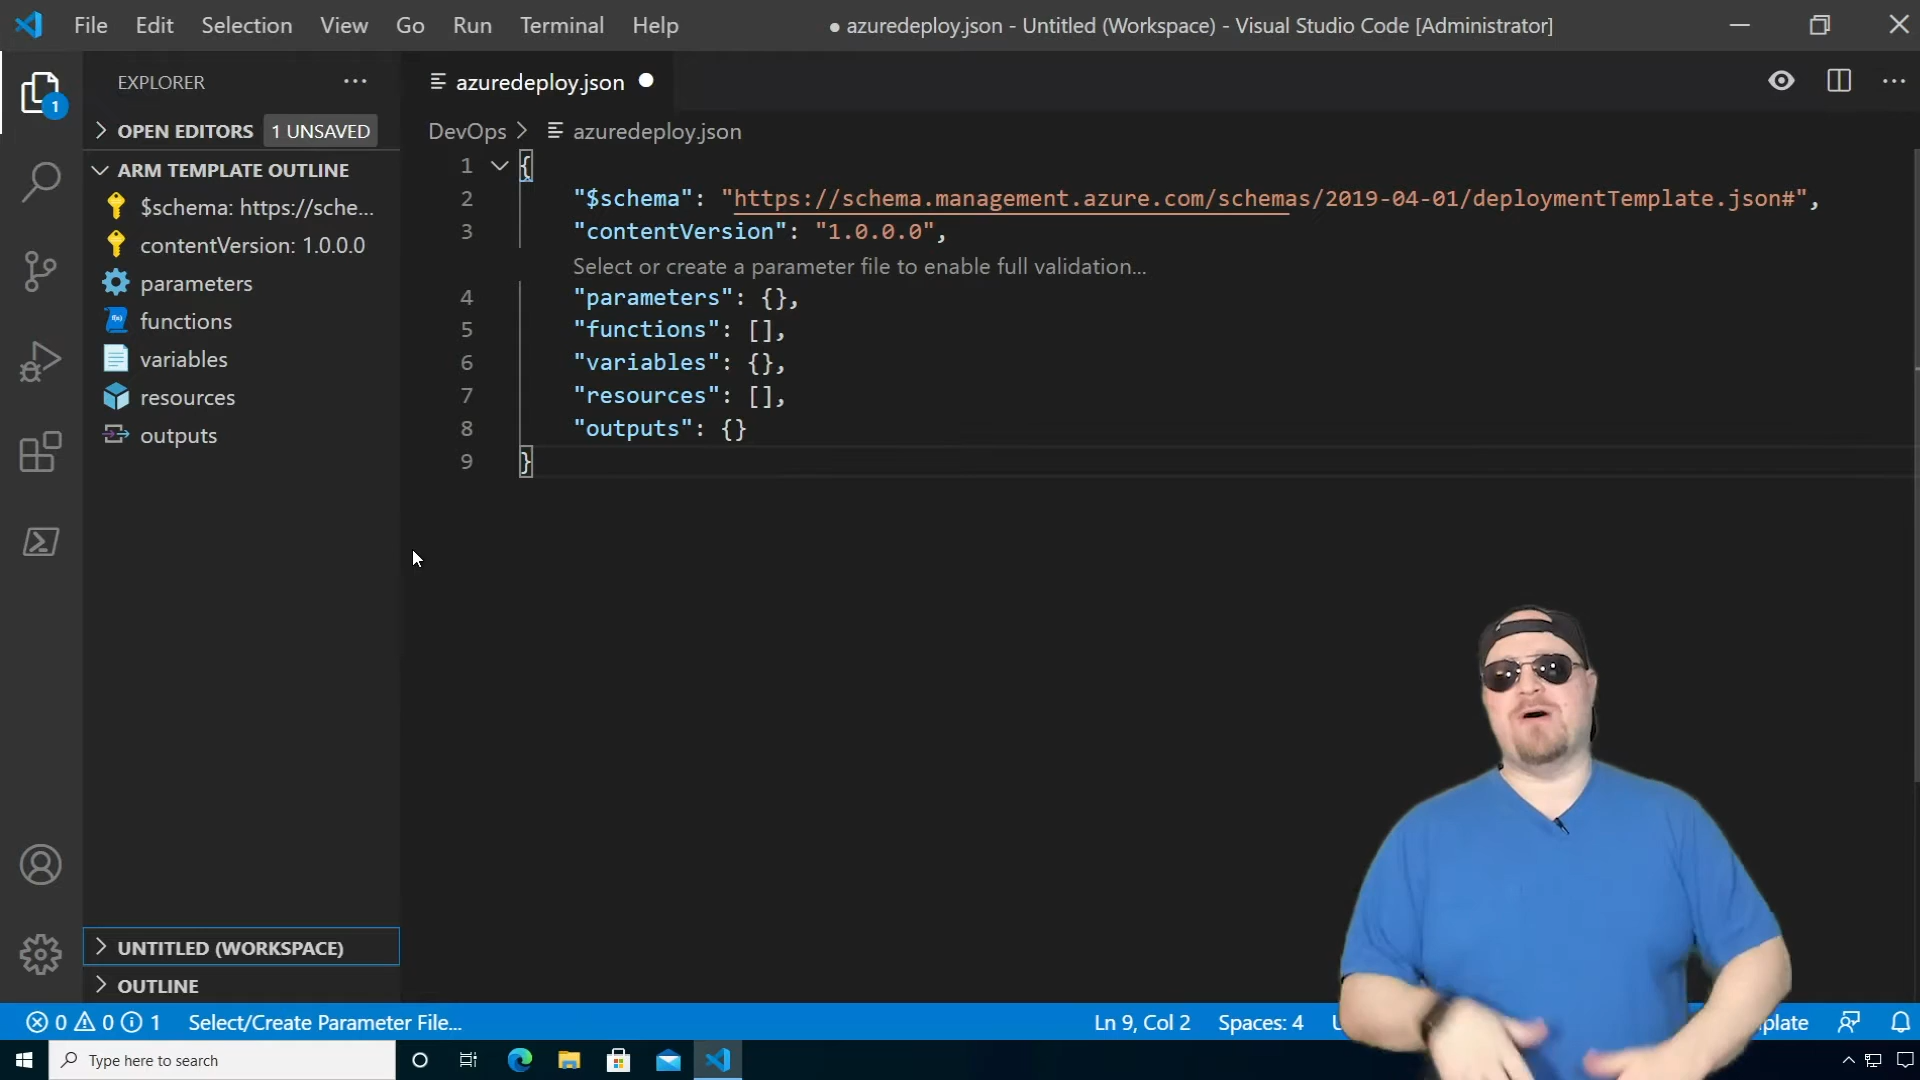 File Edit Selection View Go Run Terminal Help
● azuredeploy.json - Untitled (Workspace) - Visual Studio Code [Administrator]
EXPLORER
1
OPEN EDITORS 1 UNSAVED
ARM TEMPLATE OUTLINE
$schema: https://sche...
contentVersion: 1.0.0.0
parameters
functions
variables
resources
outputs
UNTITLED (WORKSPACE)
OUTLINE
azuredeploy.json
DevOps > azuredeploy.json
1 {
2 "$schema": "https://schema.management.azure.com/schemas/2019-04-01/deploymentTemplate.json#",
3 "contentVersion": "1.0.0.0",
Select or create a parameter file to enable full validation...
4 "parameters": {},
5 "functions": [],
6 "variables": {},
7 "resources": [],
8 "outputs": {}
9 }
0 0 1 Select/Create Parameter File... Ln 9, Col 2 Spaces: 4
Type here to search